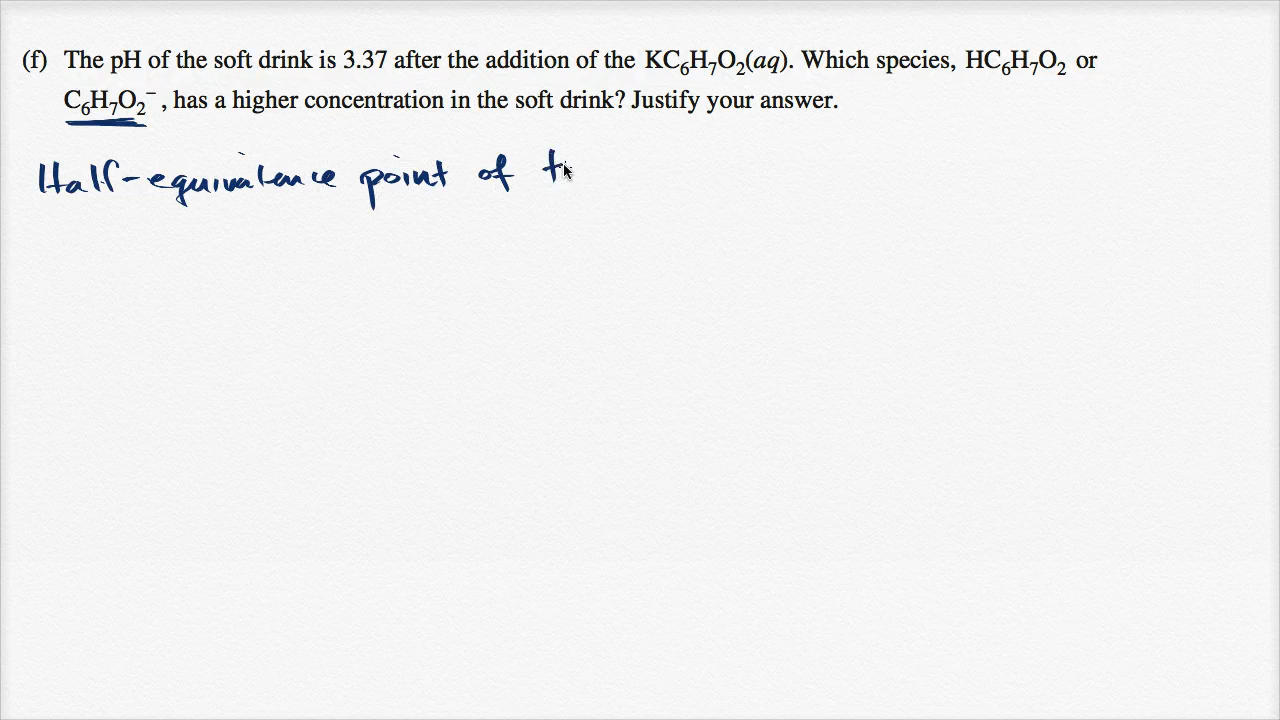 (f) The pH of the soft drink is 3.37 after the addition of the KC₆H₇O₂(aq). Which species, HC₆H₇O₂ or
C₆H₇O₂⁻, has a higher concentration in the soft drink? Justify your answer.
Half-equivalence point of t